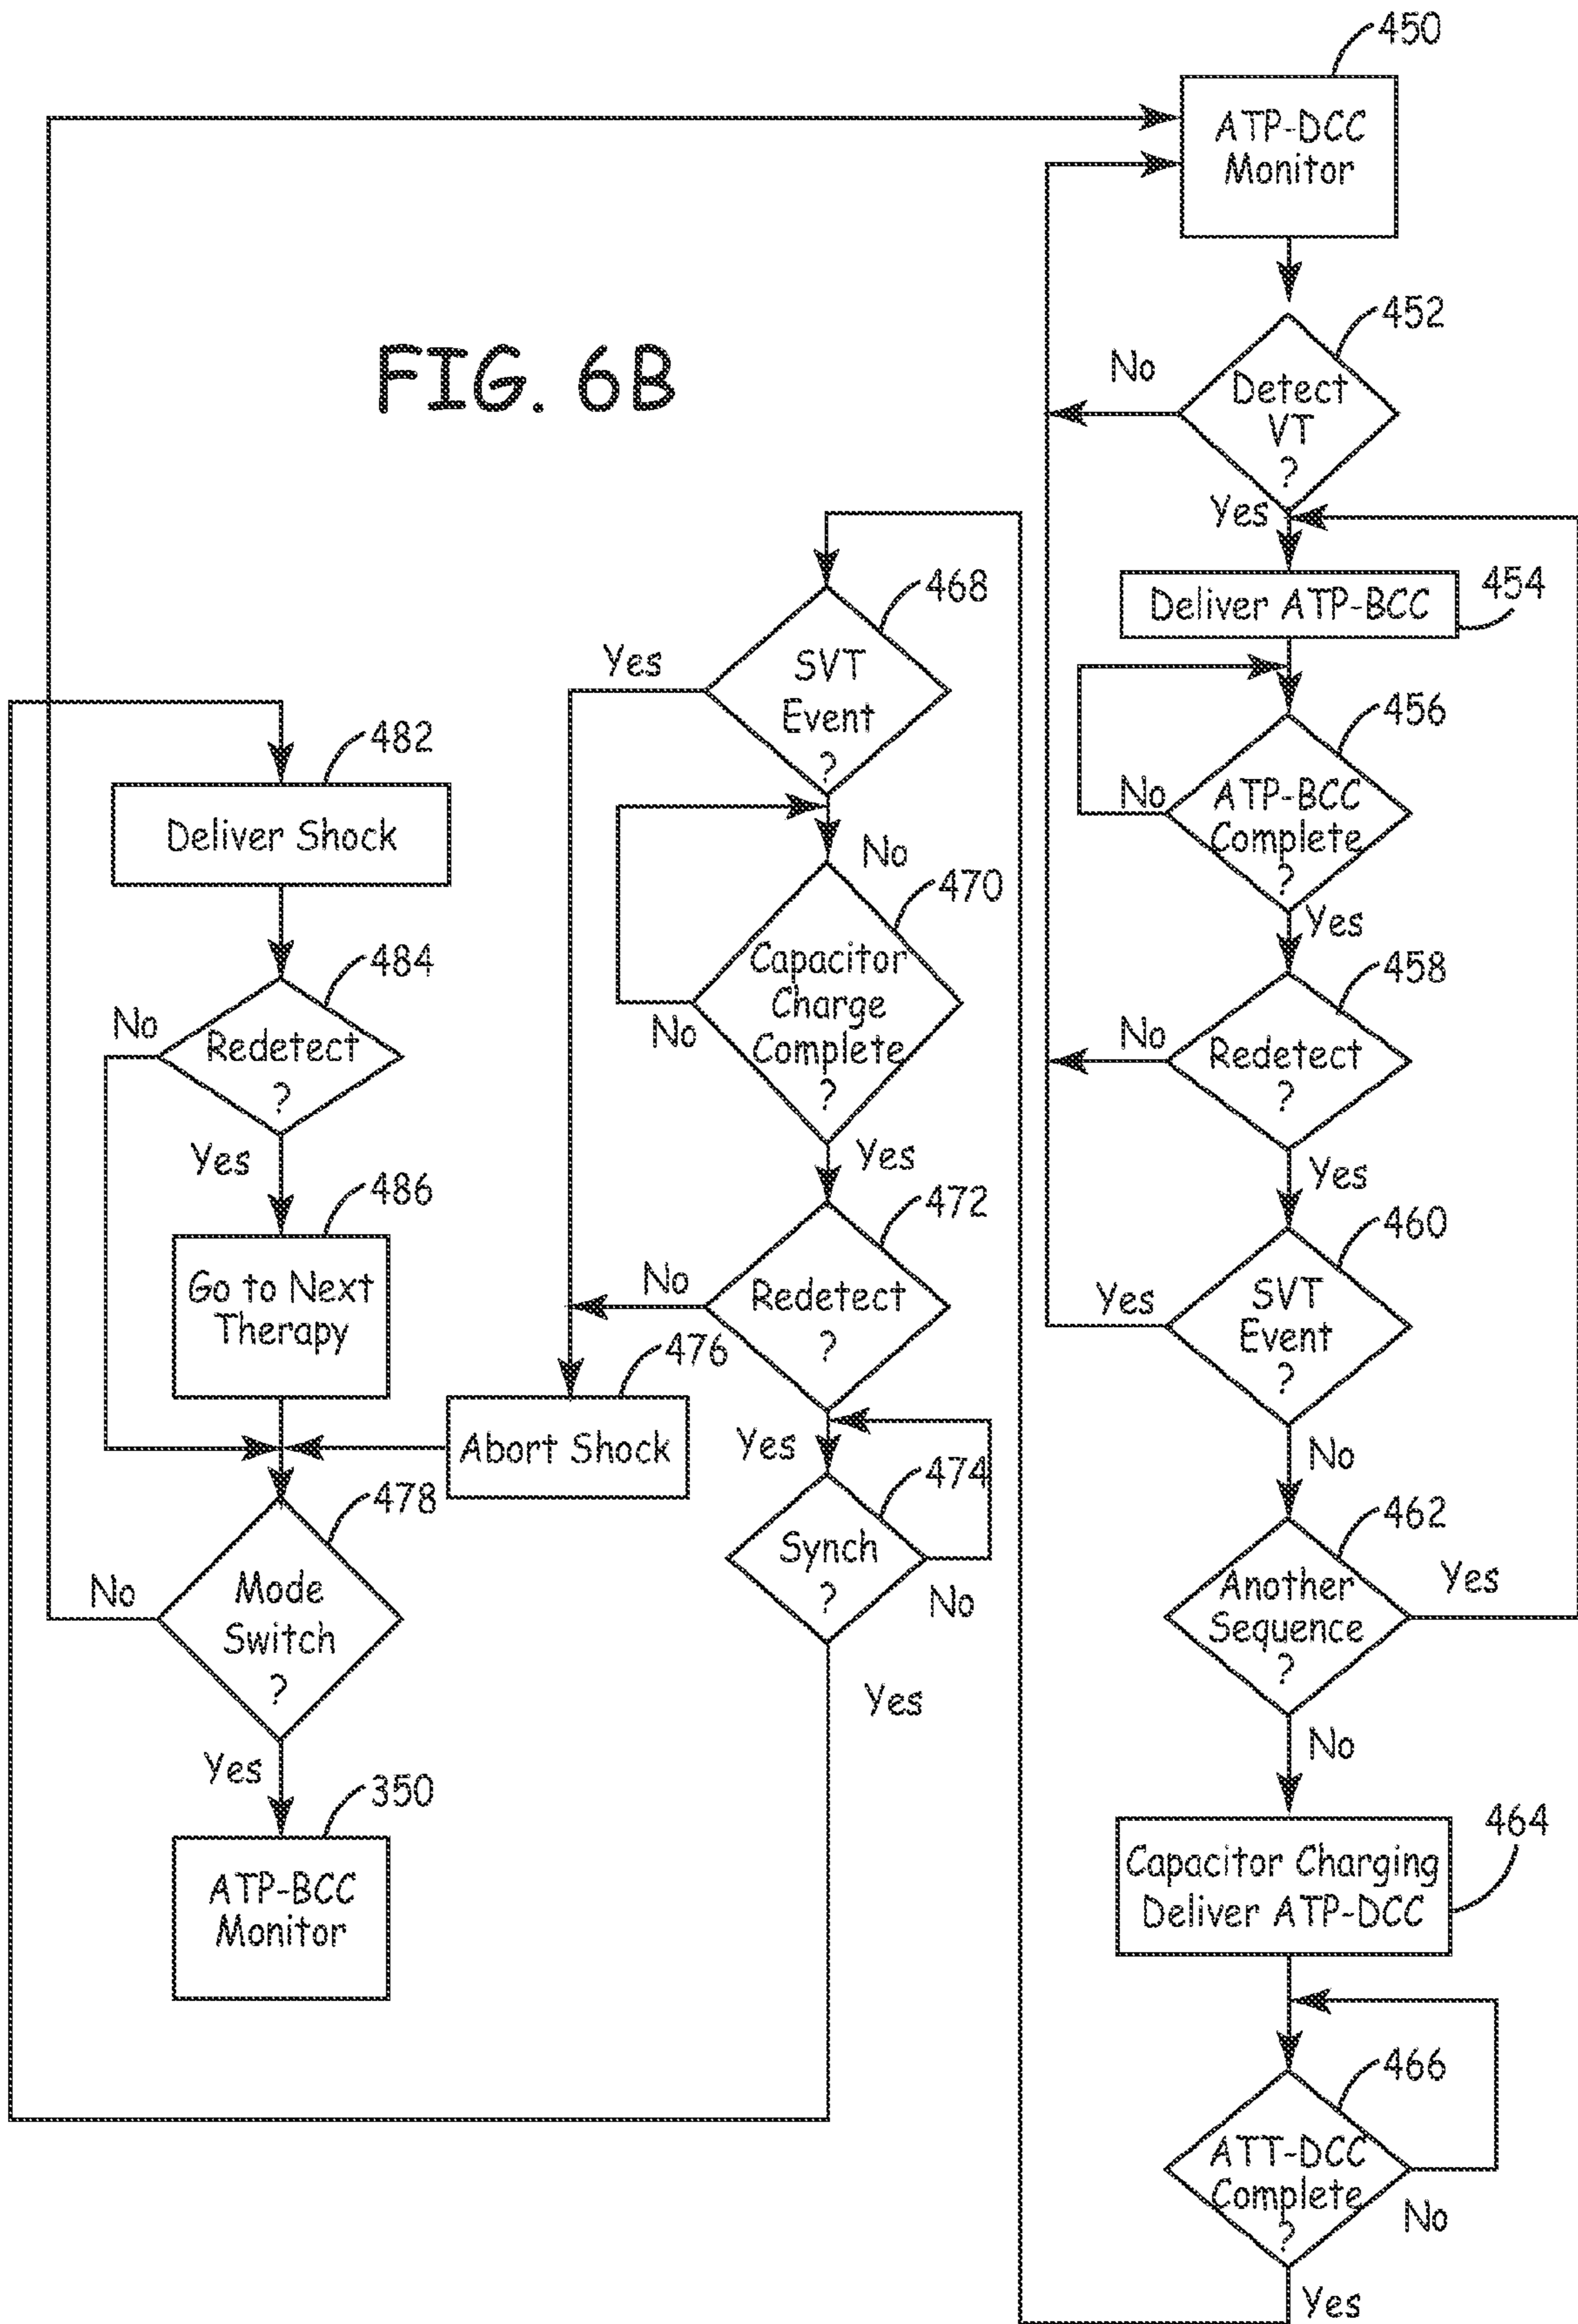 FIG. 6B
450
ATP-DCC
Monitor
452
Detect
VT
?
No
Yes
454
Deliver ATP-BCC
456
ATP-BCC
Complete
?
No
Yes
458
Redetect
?
No
Yes
460
SVT
Event
?
Yes
No
462
Another
Sequence
?
Yes
No
464
Capacitor Charging
Deliver ATP-DCC
466
ATT-DCC
Complete
?
No
Yes
468
SVT
Event
?
Yes
No
470
Capacitor
Charge
Complete
?
No
Yes
472
Redetect
?
No
Yes
474
Synch
?
No
Yes
476
Abort Shock
482
Deliver Shock
484
Redetect
?
No
Yes
486
Go to Next
Therapy
478
Mode
Switch
?
No
Yes
350
ATP-BCC
Monitor